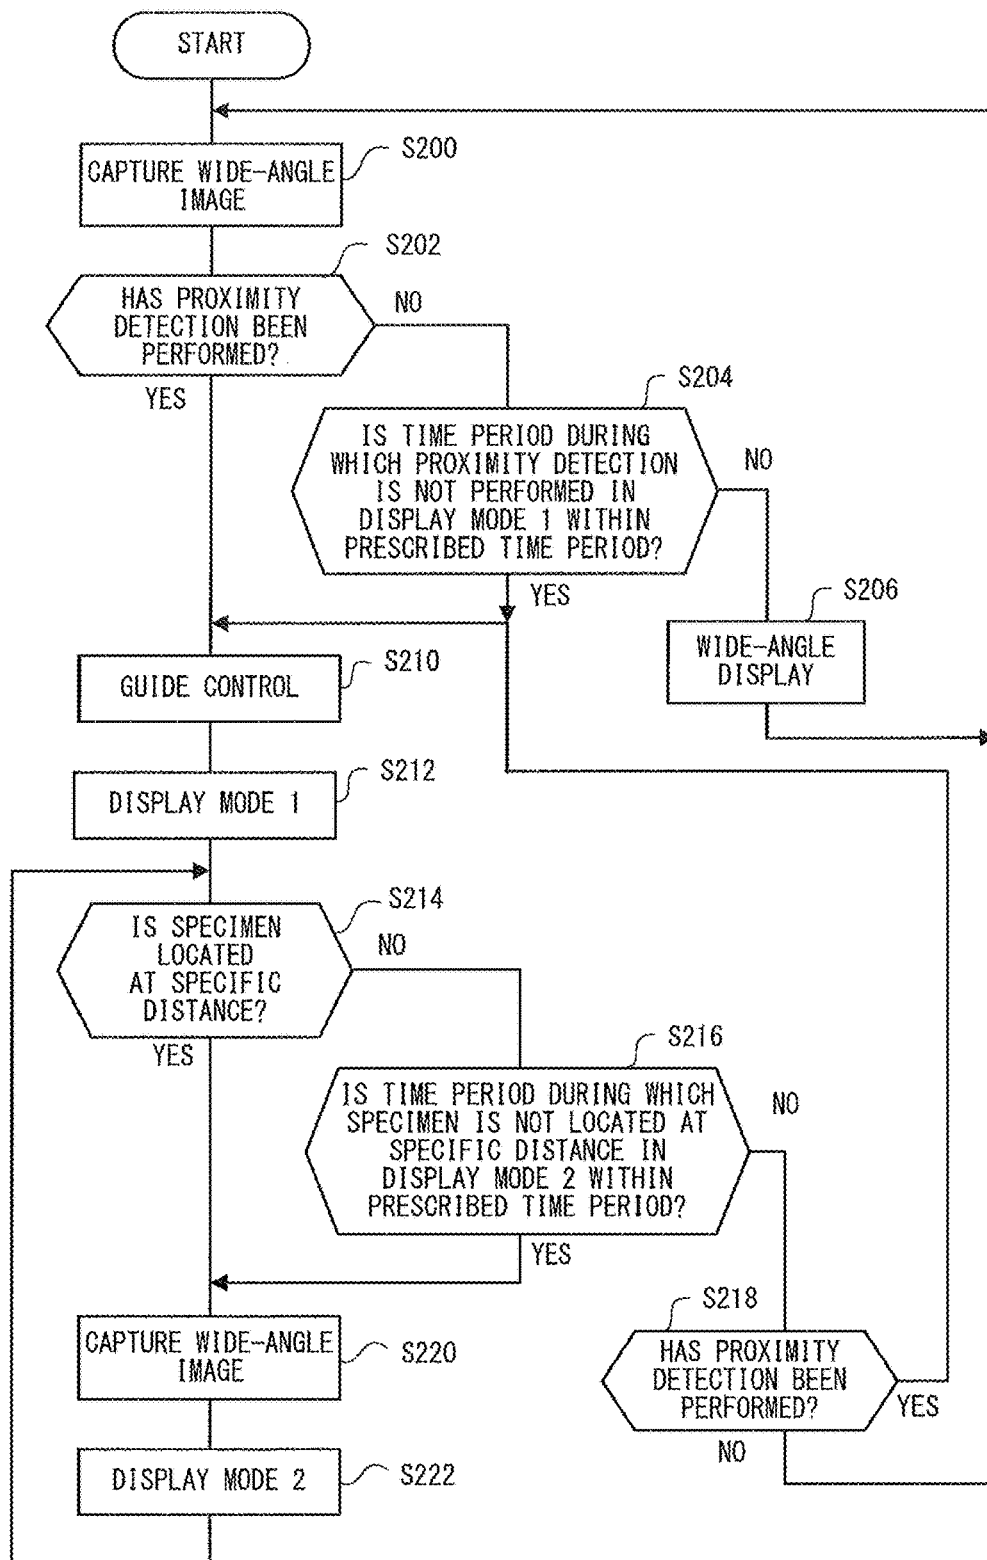 START
S200
CAPTURE WIDE-ANGLE
IMAGE
S202
HAS PROXIMITY
DETECTION BEEN
PERFORMED?
NO
YES
S204
IS TIME PERIOD DURING
WHICH PROXIMITY DETECTION
IS NOT PERFORMED IN
DISPLAY MODE 1 WITHIN
PRESCRIBED TIME PERIOD?
NO
YES
S206
WIDE-ANGLE
DISPLAY
S210
GUIDE CONTROL
S212
DISPLAY MODE 1
S214
IS SPECIMEN
LOCATED
AT SPECIFIC
DISTANCE?
NO
YES
S216
IS TIME PERIOD DURING WHICH
SPECIMEN IS NOT LOCATED AT
SPECIFIC DISTANCE IN
DISPLAY MODE 2 WITHIN
PRESCRIBED TIME PERIOD?
NO
YES
S218
HAS PROXIMITY
DETECTION BEEN
PERFORMED?
YES
NO
S220
CAPTURE WIDE-ANGLE
IMAGE
S222
DISPLAY MODE 2